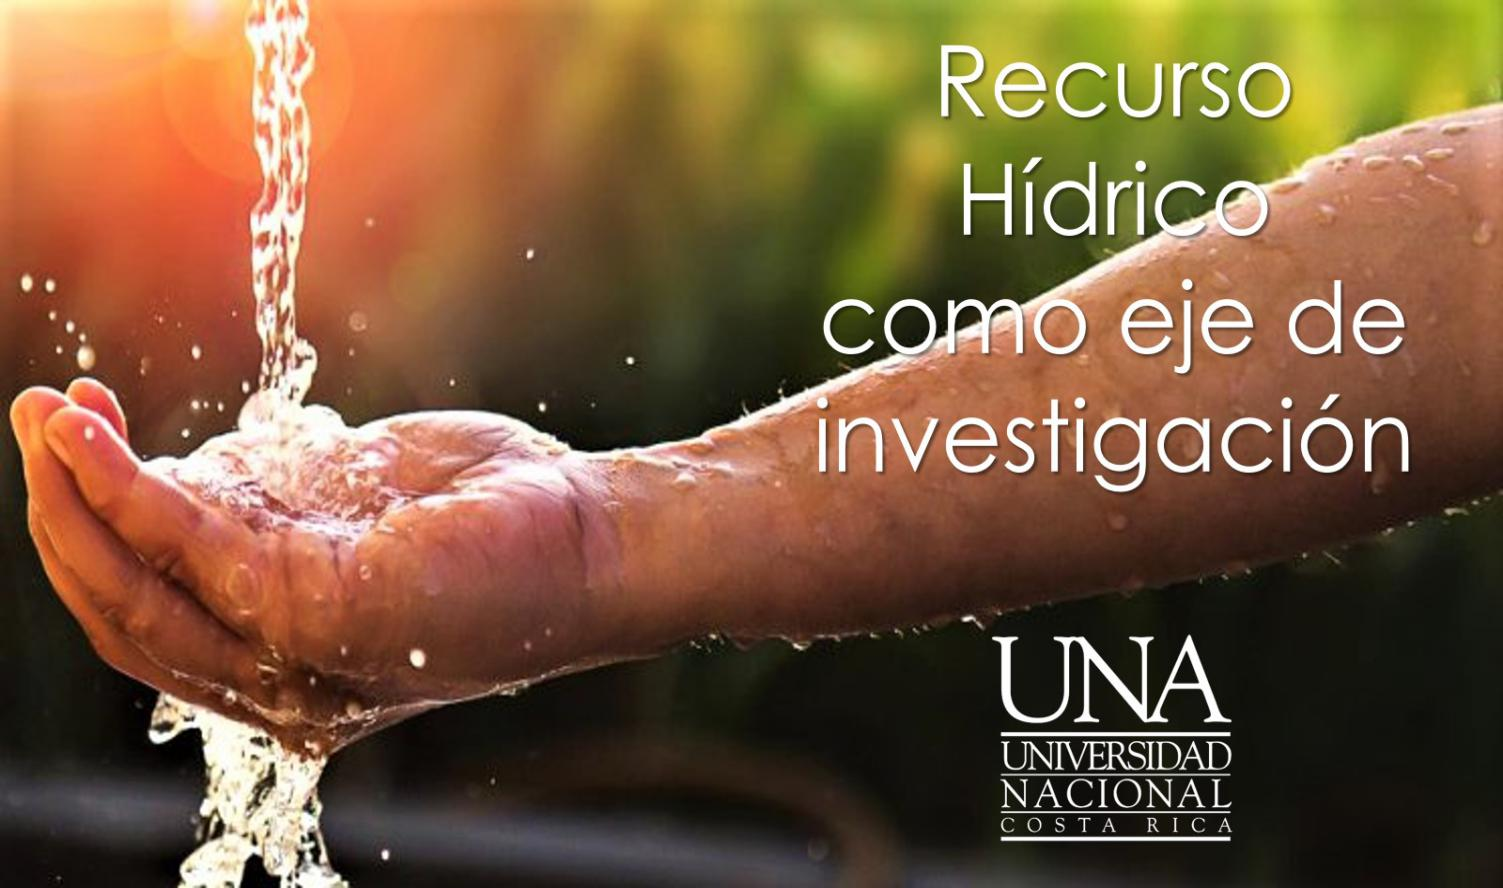 Recurso
Hídrico
como eje de
investigación
UNA
UNIVERSIDAD
NACIONAL
COSTA RICA